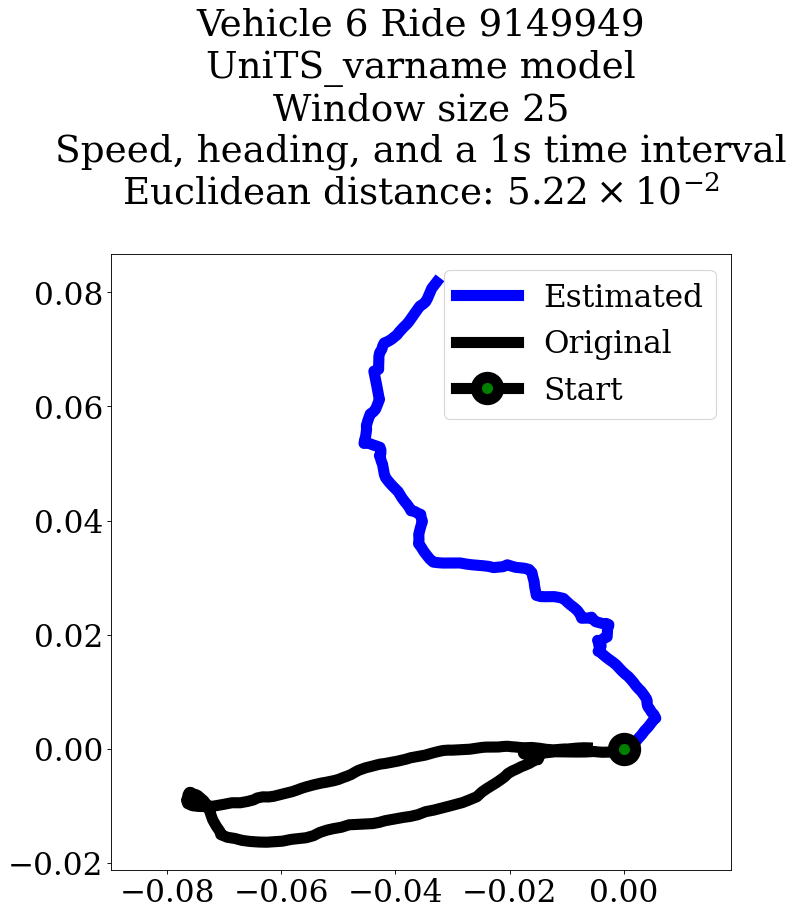 Vehicle 6 Ride 9149949
UniTS_varname model
Window size 25
Speed, heading, and a 1s time interval
Euclidean distance: 5.22 × 10⁻²
Estimated
Original
Start
0.08
0.06
0.04
0.02
0.00
−0.02
−0.08 −0.06 −0.04 −0.02 0.00